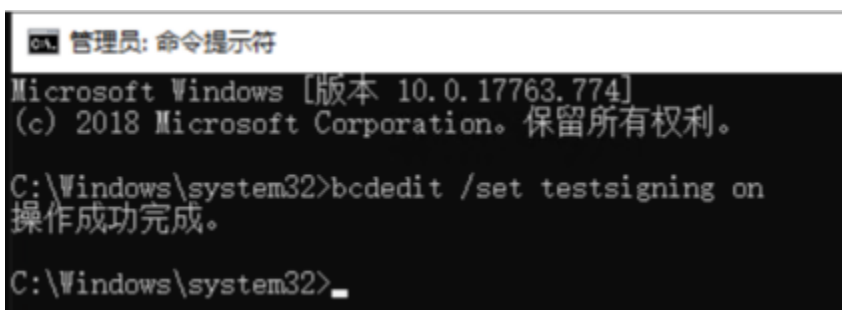 管理员: 命令提示符
Microsoft Windows [版本 10.0.17763.774]
(c) 2018 Microsoft Corporation。保留所有权利。
C:\Windows\system32>bcdedit /set testsigning on
操作成功完成。
C:\Windows\system32>